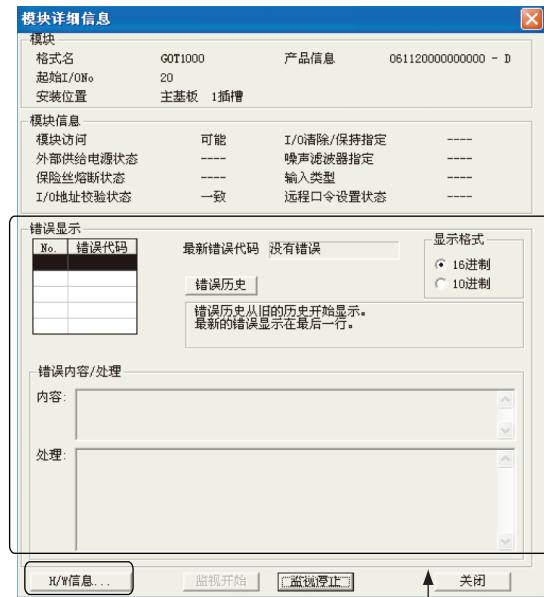 模块详细信息
模块
格式名 GOT1000 产品信息 061120000000000 - D
起始I/ONo 20
安装位置 主基板 1插槽
模块信息
模块访问 可能 I/O清除/保持指定 ----
外部供给电源状态 ---- 噪声滤波器指定 ----
保险丝熔断状态 ---- 输入类型 ----
I/O地址校验状态 一致 远程口令设置状态 ----
错误显示
No. 错误代码 最新错误代码 没有错误 显示格式
16进制
10进制
错误历史
错误历史从旧的历史开始显示。
最新的错误显示在最后一行。
错误内容/处理
内容:
处理:
H/W信息... 监视开始 监视停止 关闭